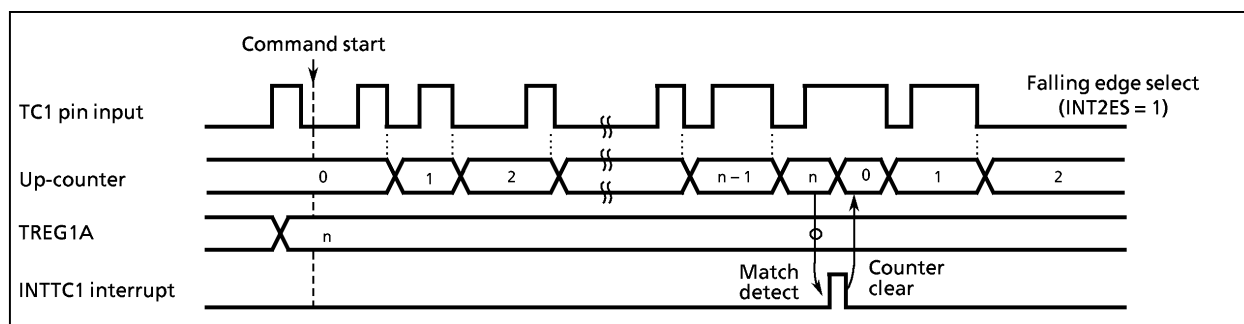 Command start
TC1 pin input
Falling edge select
(INT2ES = 1)
Up-counter
0
1
2
n – 1
n
0
1
2
TREG1A
n
Match
detect
Counter
clear
INTTC1 interrupt